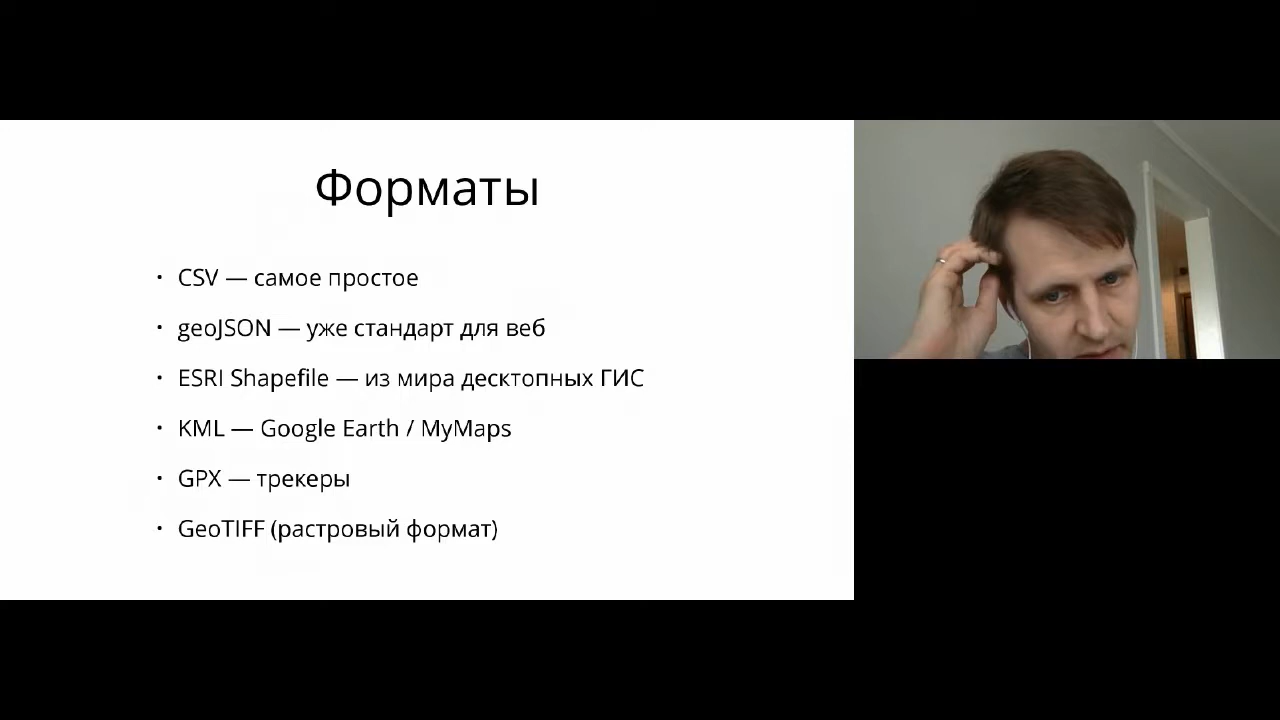 Форматы
• CSV — самое простое
• geoJSON — уже стандарт для веб
• ESRI Shapefile — из мира десктопных ГИС
• KML — Google Earth / MyMaps
• GPX — трекеры
• GeoTIFF (растровый формат)